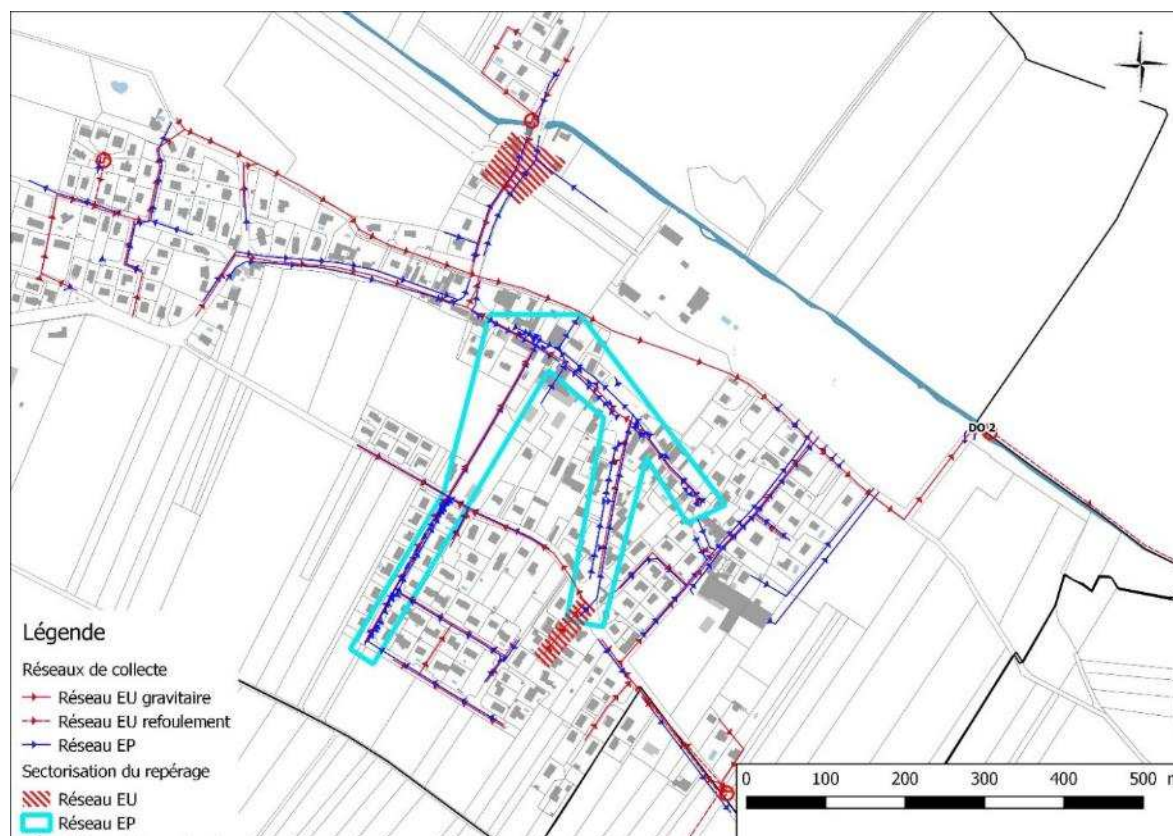 DO 2
Légende
Réseaux de collecte
Réseau EU gravitaire
Réseau EU refoulement
Réseau EP
Sectorisation du repérage
Réseau EU
Réseau EP
0 100 200 300 400 500 m